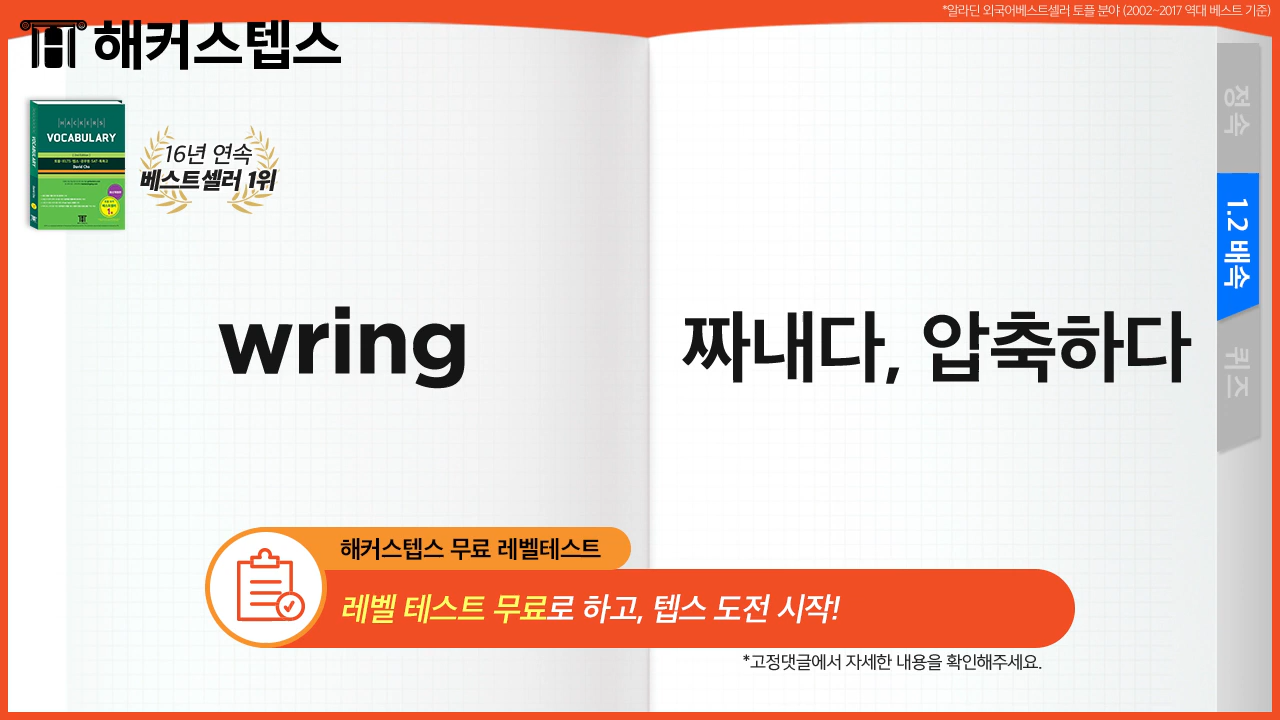 *알라딘 외국어베스트셀러 토플 분야 (2002~2017 역대 베스트 기준)
해커스텝스
HACKERS
VOCABULARY
16년 연속
베스트셀러 1위
정속
1.2 배속
퀴즈
wring
짜내다, 압축하다
해커스텝스 무료 레벨테스트
레벨 테스트 무료로 하고, 텝스 도전 시작!
*고정댓글에서 자세한 내용을 확인해주세요.